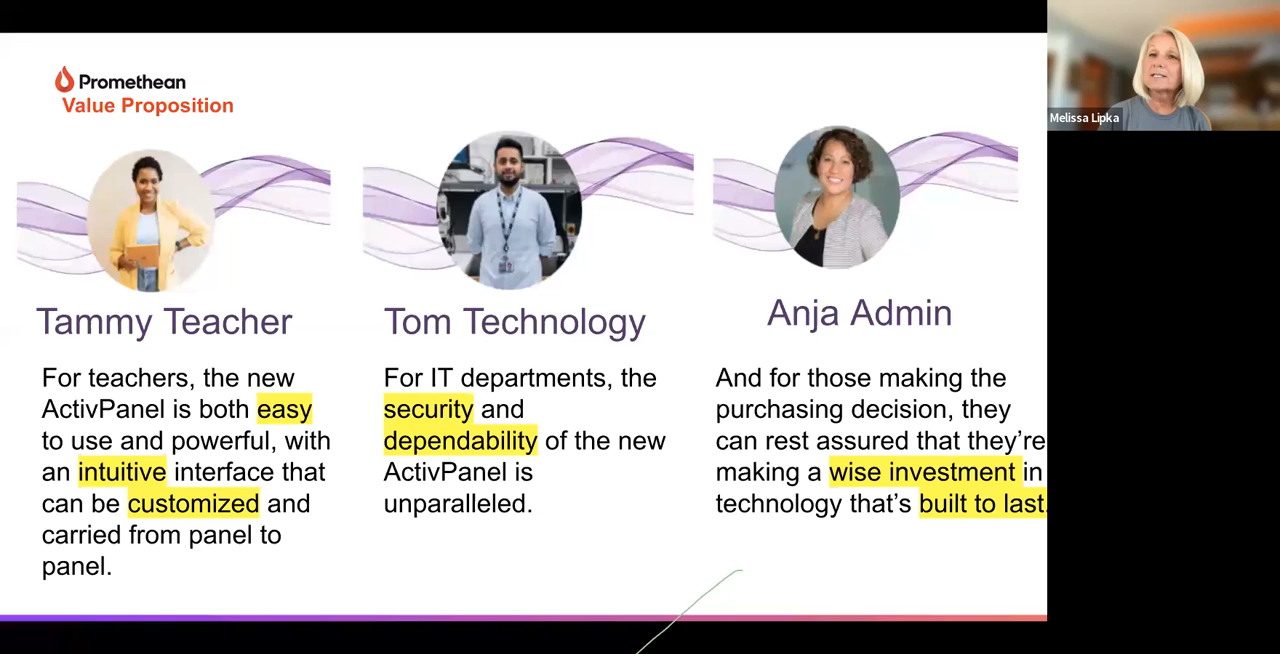 Promethean
Value Proposition
Melissa Lipka
Tammy Teacher
For teachers, the new
ActivPanel is both easy
to use and powerful, with
an intuitive interface that
can be customized and
carried from panel to
panel.
Tom Technology
For IT departments, the
security and
dependability of the new
ActivPanel is
unparalleled.
Anja Admin
And for those making the
purchasing decision, they
can rest assured that they’re
making a wise investment in
technology that’s built to last.